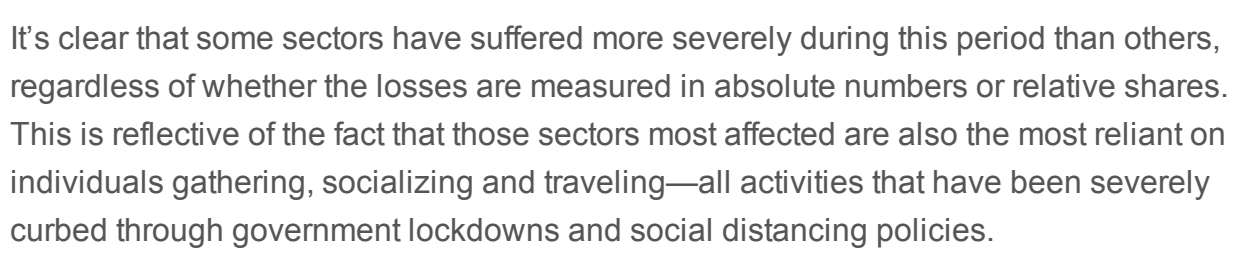 It’s clear that some sectors have suffered more severely during this period than others,
regardless of whether the losses are measured in absolute numbers or relative shares.
This is reflective of the fact that those sectors most affected are also the most reliant on
individuals gathering, socializing and traveling—all activities that have been severely
curbed through government lockdowns and social distancing policies.